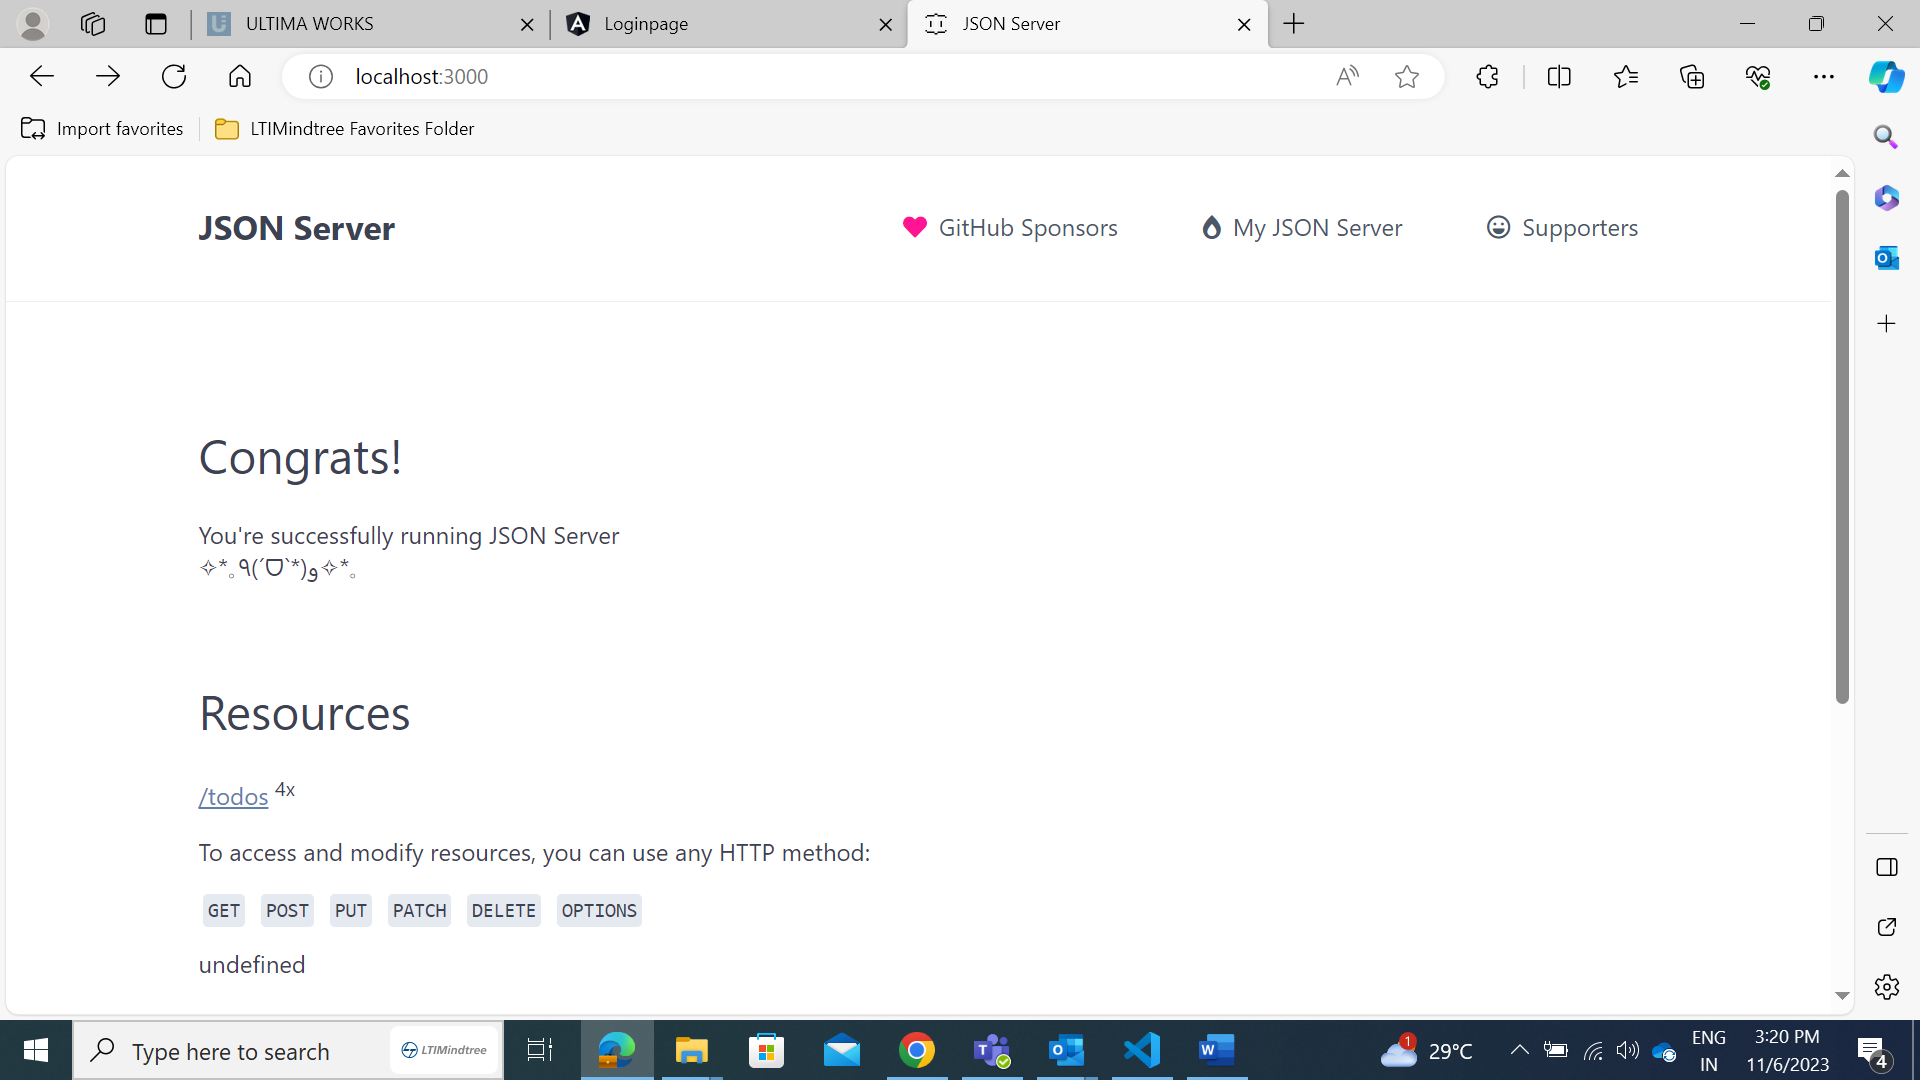 ULTIMA WORKS
Loginpage
JSON Server
localhost:3000
Import favorites
LTIMindtree Favorites Folder
JSON Server
GitHub Sponsors
My JSON Server
Supporters
Congrats!
You're successfully running JSON Server
✧*｡٩(ˊᗜˋ*)و✧*｡
Resources
/todos 4x
To access and modify resources, you can use any HTTP method:
GET POST PUT PATCH DELETE OPTIONS
undefined
Type here to search
LTIMindtree
1
29°C
ENG
IN
3:20 PM
11/6/2023
4